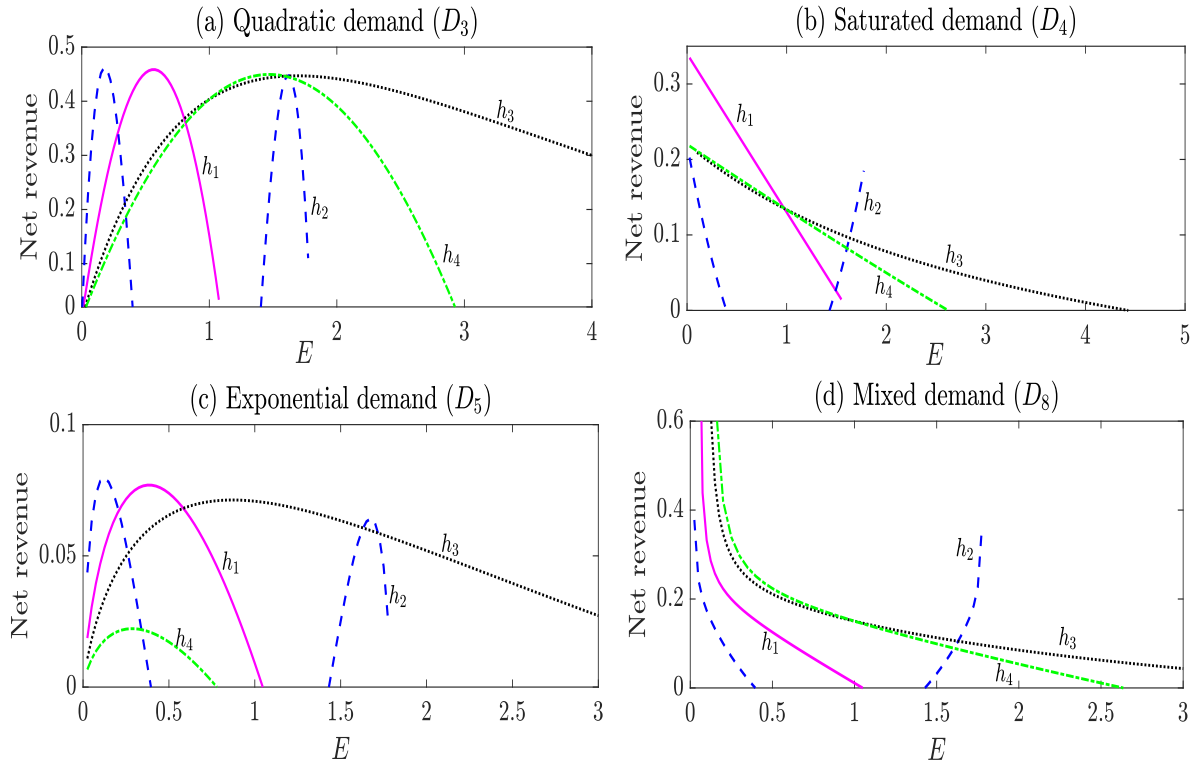 (a) Quadratic demand (D3)
Net revenue
0.5
0.4
0.3
0.2
0.1
0
h1
h2
h3
h4
0 1 2 3 4
E
(b) Saturated demand (D4)
Net revenue
0.3
0.2
0.1
0
h1
h2
h3
h4
0 1 2 3 4 5
E
(c) Exponential demand (D5)
Net revenue
0.1
0.05
0
h1
h2
h3
h4
0 0.5 1 1.5 2 2.5 3
E
(d) Mixed demand (D8)
Net revenue
0.6
0.4
0.2
0
h1
h2
h3
h4
0 0.5 1 1.5 2 2.5 3
E